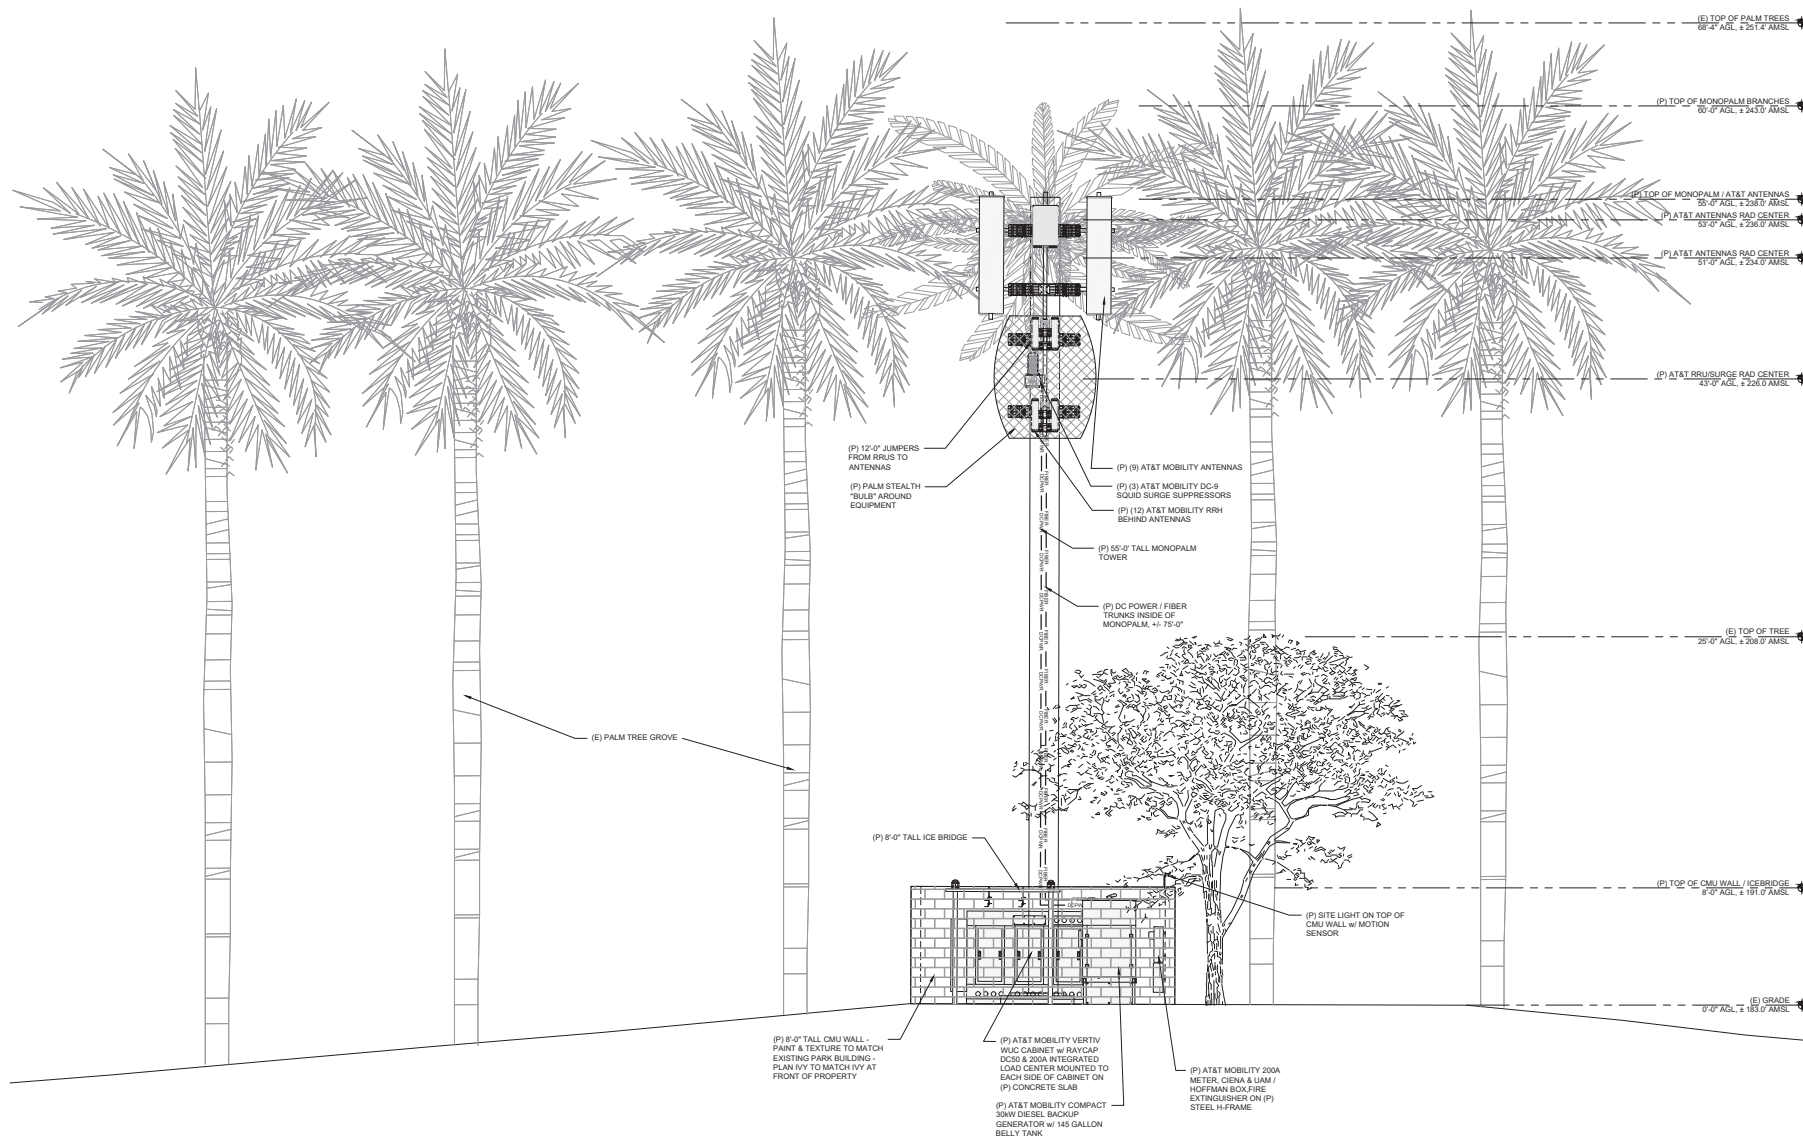 (E) TOP OF PALM TREES
68'-4" AGL, ± 251.4' AMSL
(P) TOP OF MONOPALM BRANCHES
60'-0" AGL, ± 243.0' AMSL
(P) TOP OF MONOPALM / AT&T ANTENNAS
55'-0" AGL, ± 238.0' AMSL
(P) AT&T ANTENNAS RAD CENTER
53'-0" AGL, ± 236.0' AMSL
(P) AT&T ANTENNAS RAD CENTER
51'-0" AGL, ± 234.0' AMSL
(P) AT&T RRU/SURGE RAD CENTER
43'-0" AGL, ± 226.0 AMSL
(P) 12'-0" JUMPERS
FROM RRUS TO
ANTENNAS
(P) PALM STEALTH
"BULB" AROUND
EQUIPMENT
(P) (9) AT&T MOBILITY ANTENNAS
(P) (3) AT&T MOBILITY DC-9
SQUID SURGE SUPPRESSORS
(P) (12) AT&T MOBILITY RRH
BEHIND ANTENNAS
(P) 55'-0' TALL MONOPALM
TOWER
(P) DC POWER / FIBER
TRUNKS INSIDE OF
MONOPALM, +/- 75'-0"
(E) TOP OF TREE
25'-0" AGL, ± 208.0' AMSL
(E) PALM TREE GROVE
(P) 8'-0" TALL ICE BRIDGE
(P) TOP OF CMU WALL / ICEBRIDGE
8'-0" AGL, ± 191.0' AMSL
(P) SITE LIGHT ON TOP OF
CMU WALL w/ MOTION
SENSOR
(E) GRADE
0'-0" AGL, ± 183.0' AMSL
(P) 8'-0" TALL CMU WALL -
PAINT & TEXTURE TO MATCH
EXISTING PARK BUILDING -
PLAN IVY TO MATCH IVY AT
FRONT OF PROPERTY
(P) AT&T MOBILITY VERTIV
WUC CABINET w/ RAYCAP
DC50 & 200A INTEGRATED
LOAD CENTER MOUNTED TO
EACH SIDE OF CABINET ON
(P) CONCRETE SLAB
(P) AT&T MOBILITY COMPACT
30kW DIESEL BACKUP
GENERATOR w/ 145 GALLON
BELLY TANK
(P) AT&T MOBILITY 200A
METER, CIENA & UAM /
HOFFMAN BOX,FIRE
EXTINGUISHER ON (P)
STEEL H-FRAME